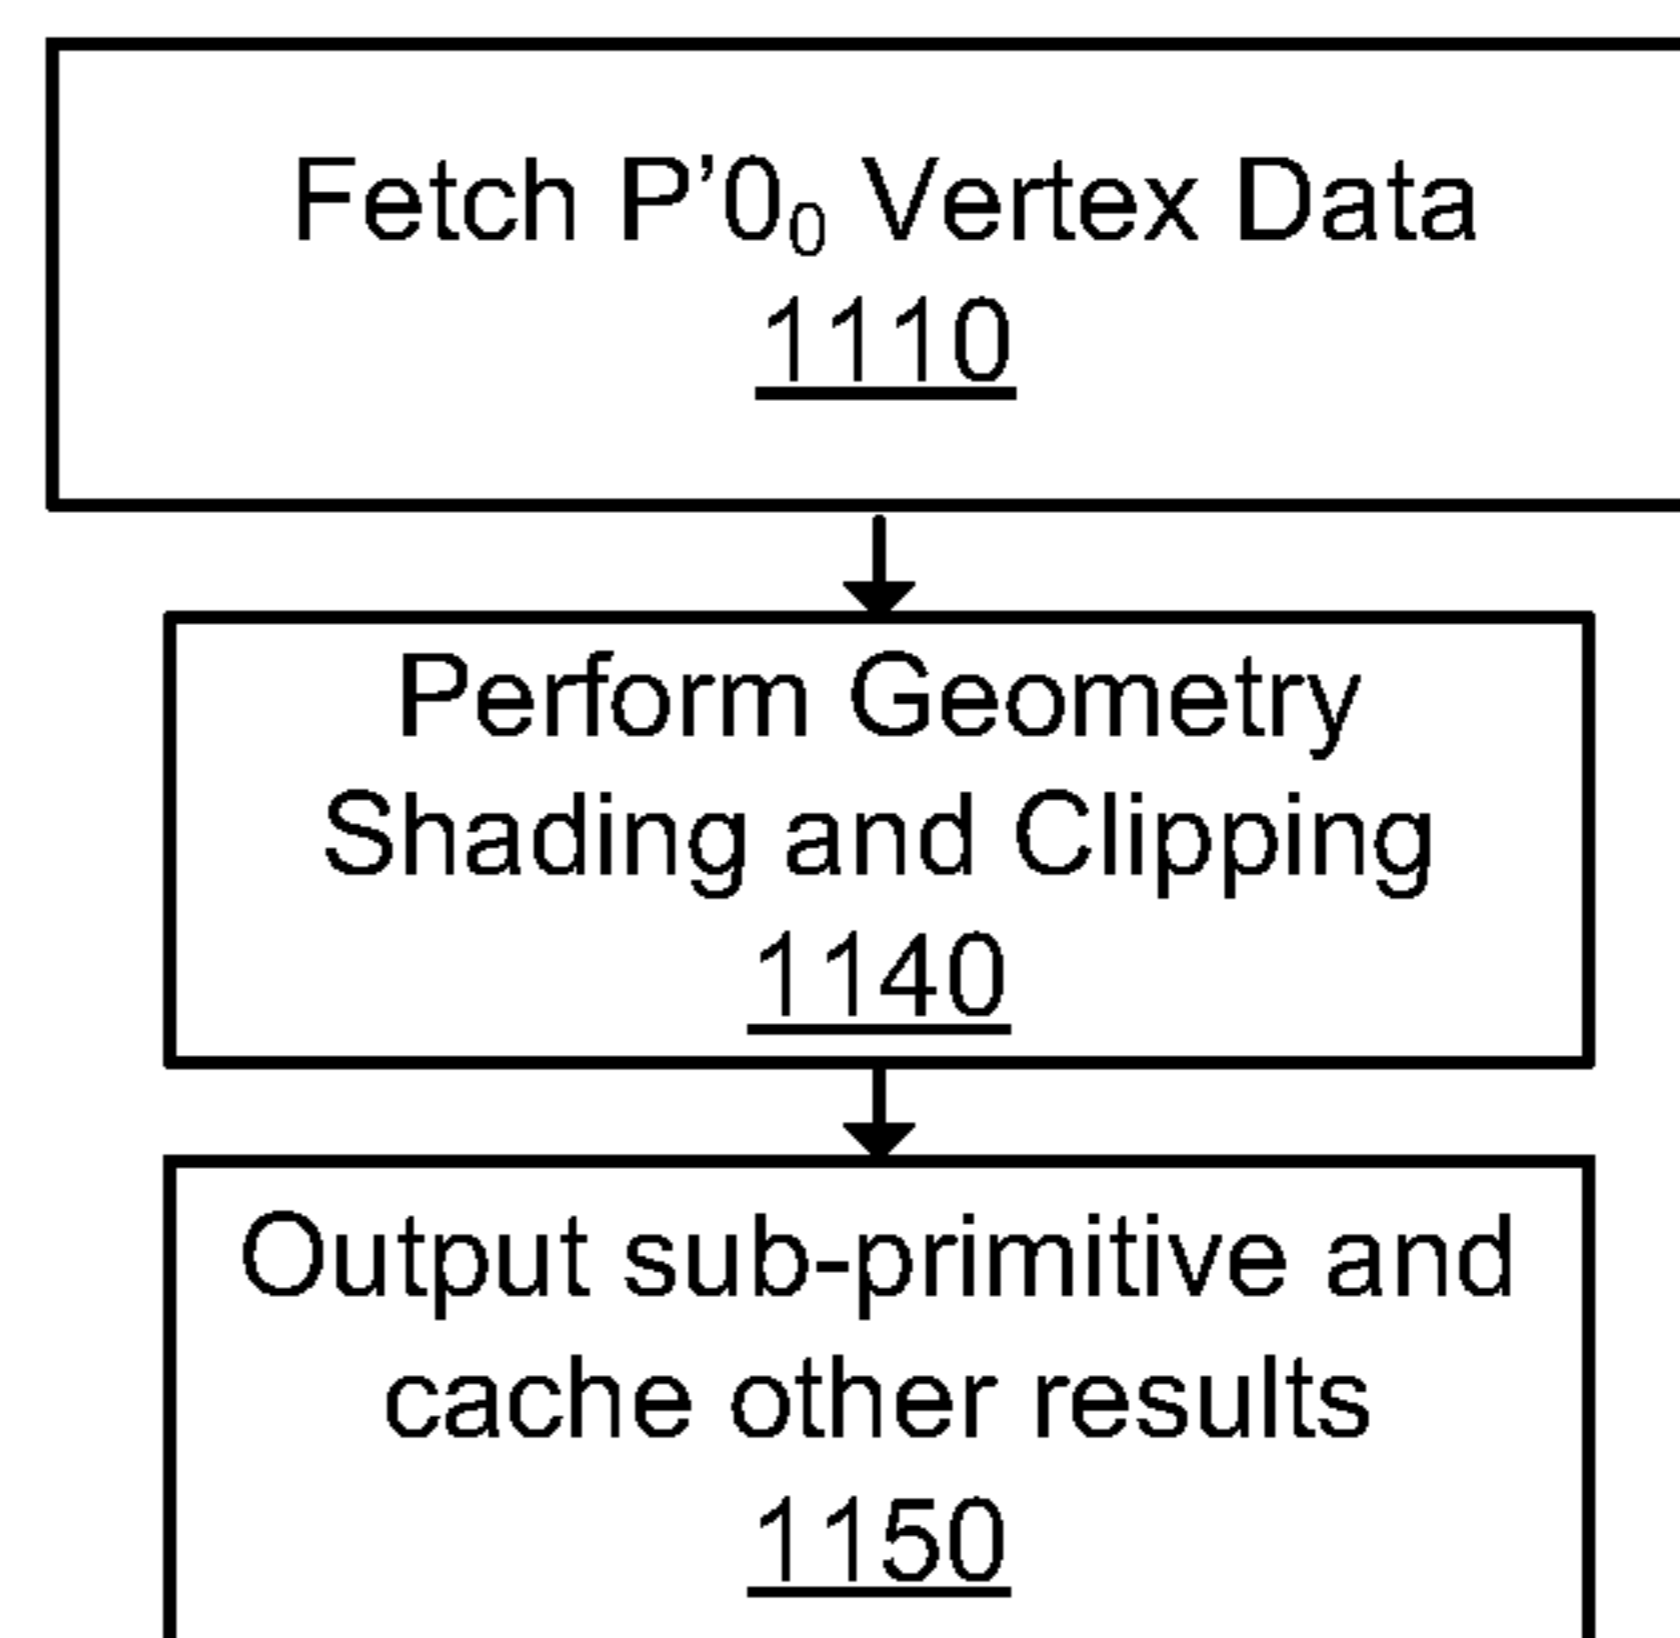 Fetch P’0₀ Vertex Data
1110
Perform Geometry
Shading and Clipping
1140
Output sub-primitive and
cache other results
1150